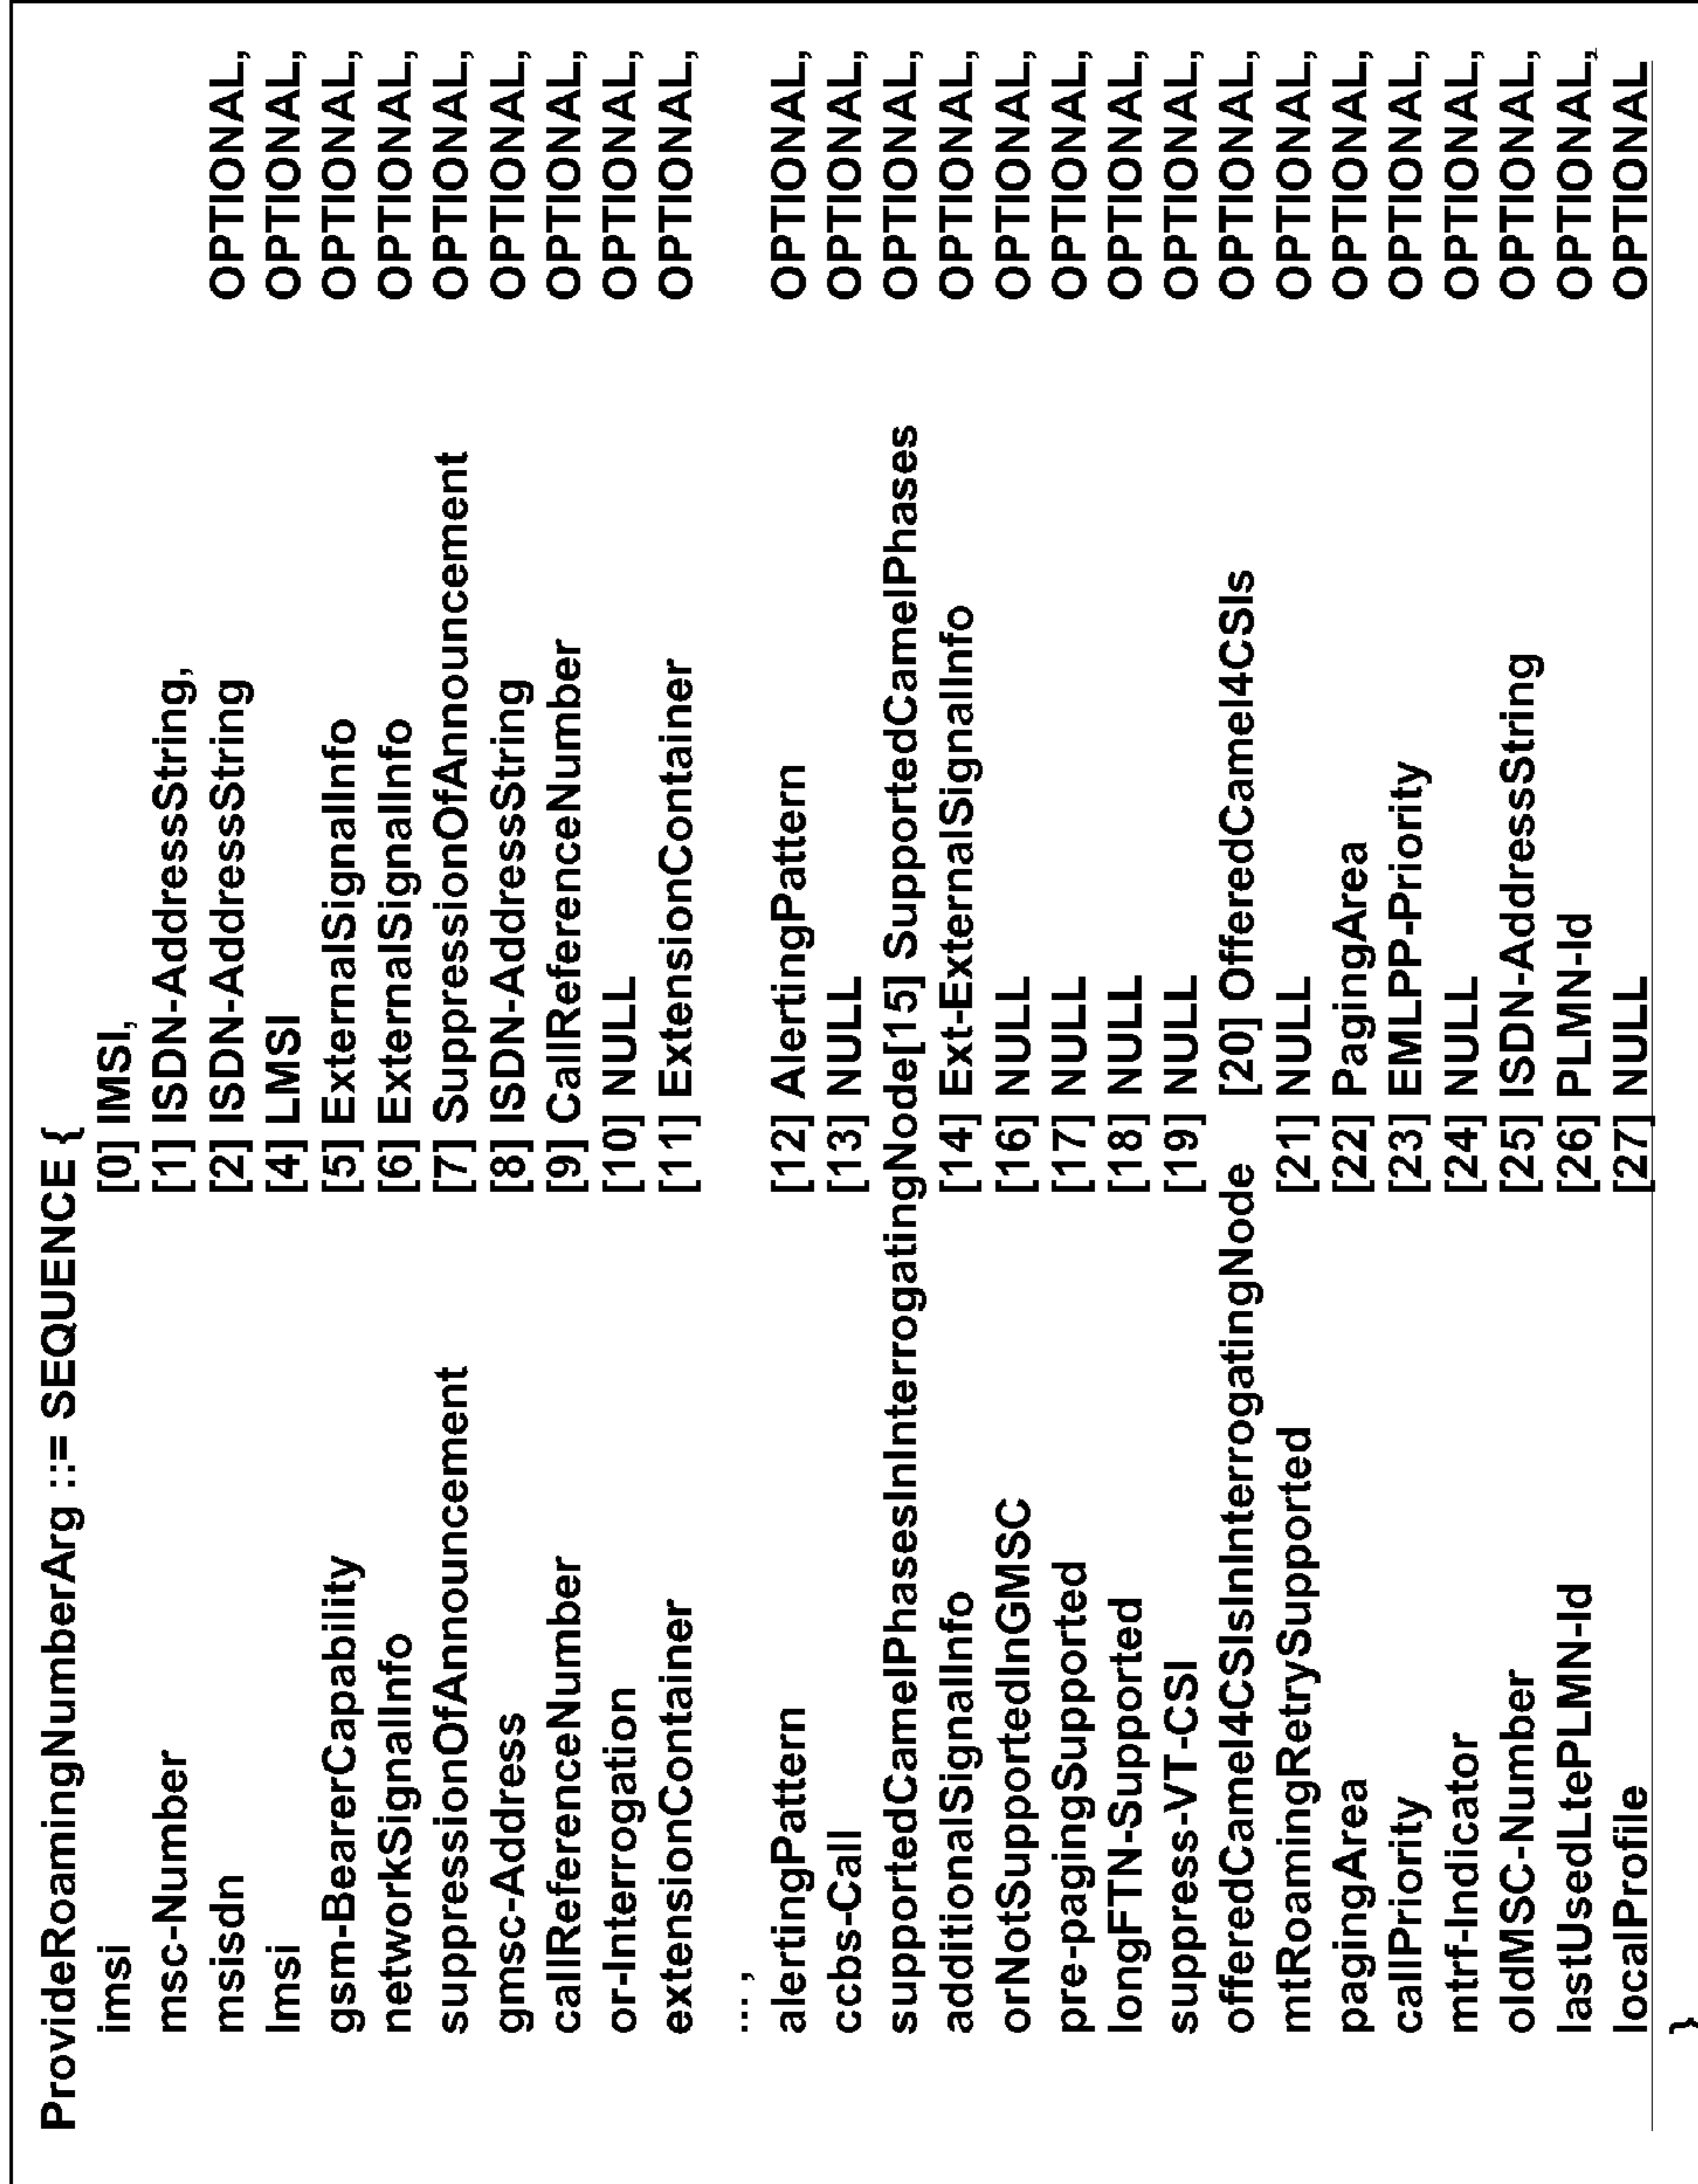 ProvideRoamingNumberArg ::= SEQUENCE {
imsi [0] IMSI,
msc-Number [1] ISDN-AddressString,
msisdn [2] ISDN-AddressString OPTIONAL,
lmsi [4] LMSI OPTIONAL,
gsm-BearerCapability [5] ExternalSignalInfo OPTIONAL,
networkSignalInfo [6] ExternalSignalInfo OPTIONAL,
suppressionOfAnnouncement [7] SuppressionOfAnnouncement OPTIONAL,
gmsc-Address [8] ISDN-AddressString OPTIONAL,
callReferenceNumber [9] CallReferenceNumber OPTIONAL,
or-Interrogation [10] NULL OPTIONAL,
extensionContainer [11] ExtensionContainer OPTIONAL,
... ,
alertingPattern [12] AlertingPattern OPTIONAL,
ccbs-Call [13] NULL OPTIONAL,
supportedCamelPhasesInInterrogatingNode[15] SupportedCamelPhases OPTIONAL,
additionalSignalInfo [14] Ext-ExternalSignalInfo OPTIONAL,
orNotSupportedInGMSC [16] NULL OPTIONAL,
pre-pagingSupported [17] NULL OPTIONAL,
longFTN-Supported [18] NULL OPTIONAL,
suppress-VT-CSI [19] NULL OPTIONAL,
offeredCamel4CSIsInInterrogatingNode [20] OfferedCamel4CSIs OPTIONAL,
mtRoamingRetrySupported [21] NULL OPTIONAL,
pagingArea [22] PagingArea OPTIONAL,
callPriority [23] EMLPP-Priority OPTIONAL,
mtrf-Indicator [24] NULL OPTIONAL,
oldMSC-Number [25] ISDN-AddressString OPTIONAL,
lastUsedLtePLMN-Id [26] PLMN-Id OPTIONAL,
localProfile [27] NULL OPTIONAL
}